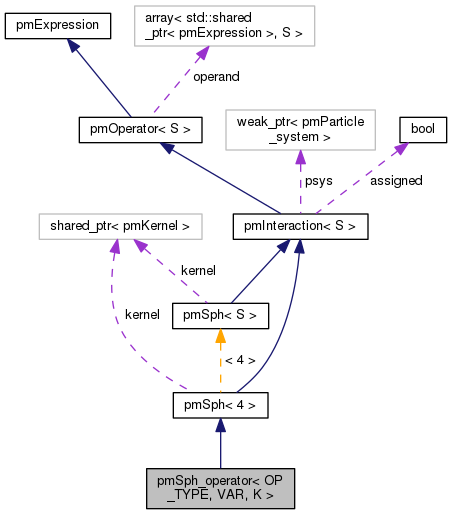 pmExpression
array< std::shared
_ptr< pmExpression >, S >
operand
pmOperator< S >
weak_ptr< pmParticle
_system >
bool
psys
assigned
shared_ptr< pmKernel >
pmInteraction< S >
kernel
pmSph< S >
kernel
< 4 >
pmSph< 4 >
pmSph_operator< OP
_TYPE, VAR, K >